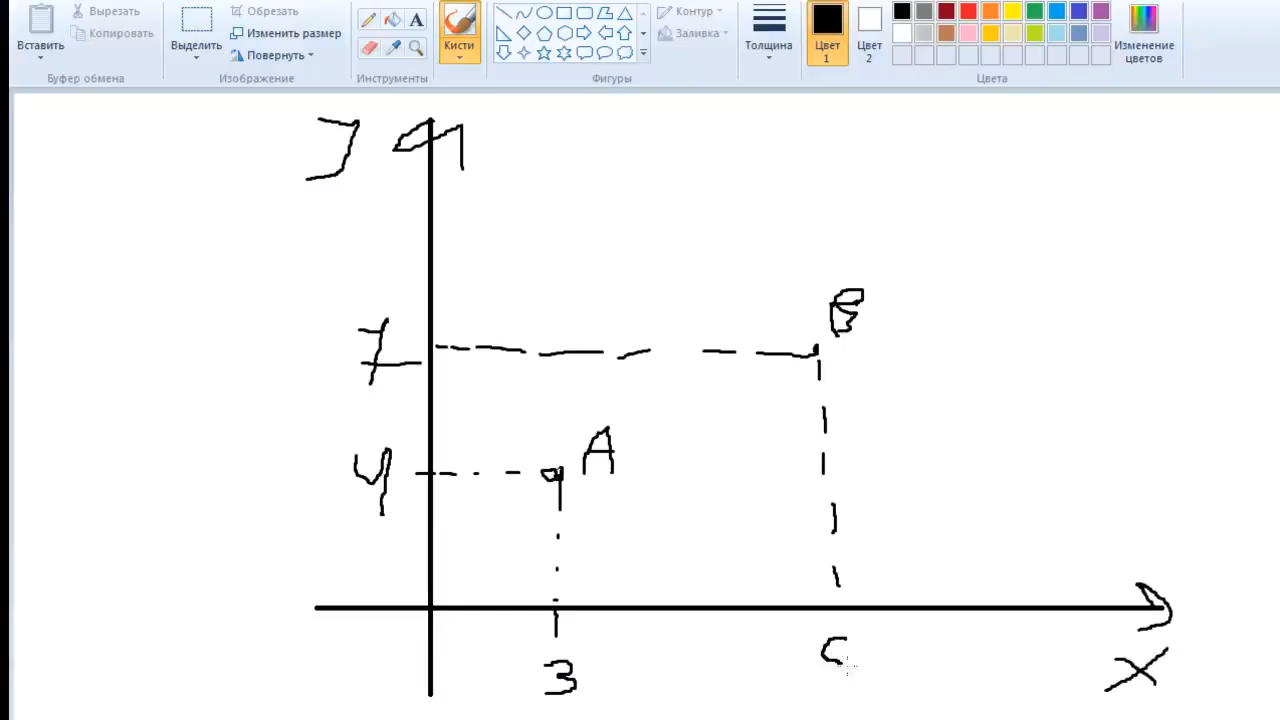 Вставить
Вырезать
Копировать
Буфер обмена
Выделить
Обрезать
Изменить размер
Повернуть
Изображение
A
Инструменты
Кисти
Фигуры
Контур
Заливка
Толщина
Цвет
1
Цвет
2
Изменение
цветов
Цвета
7
B
4
A
3
X